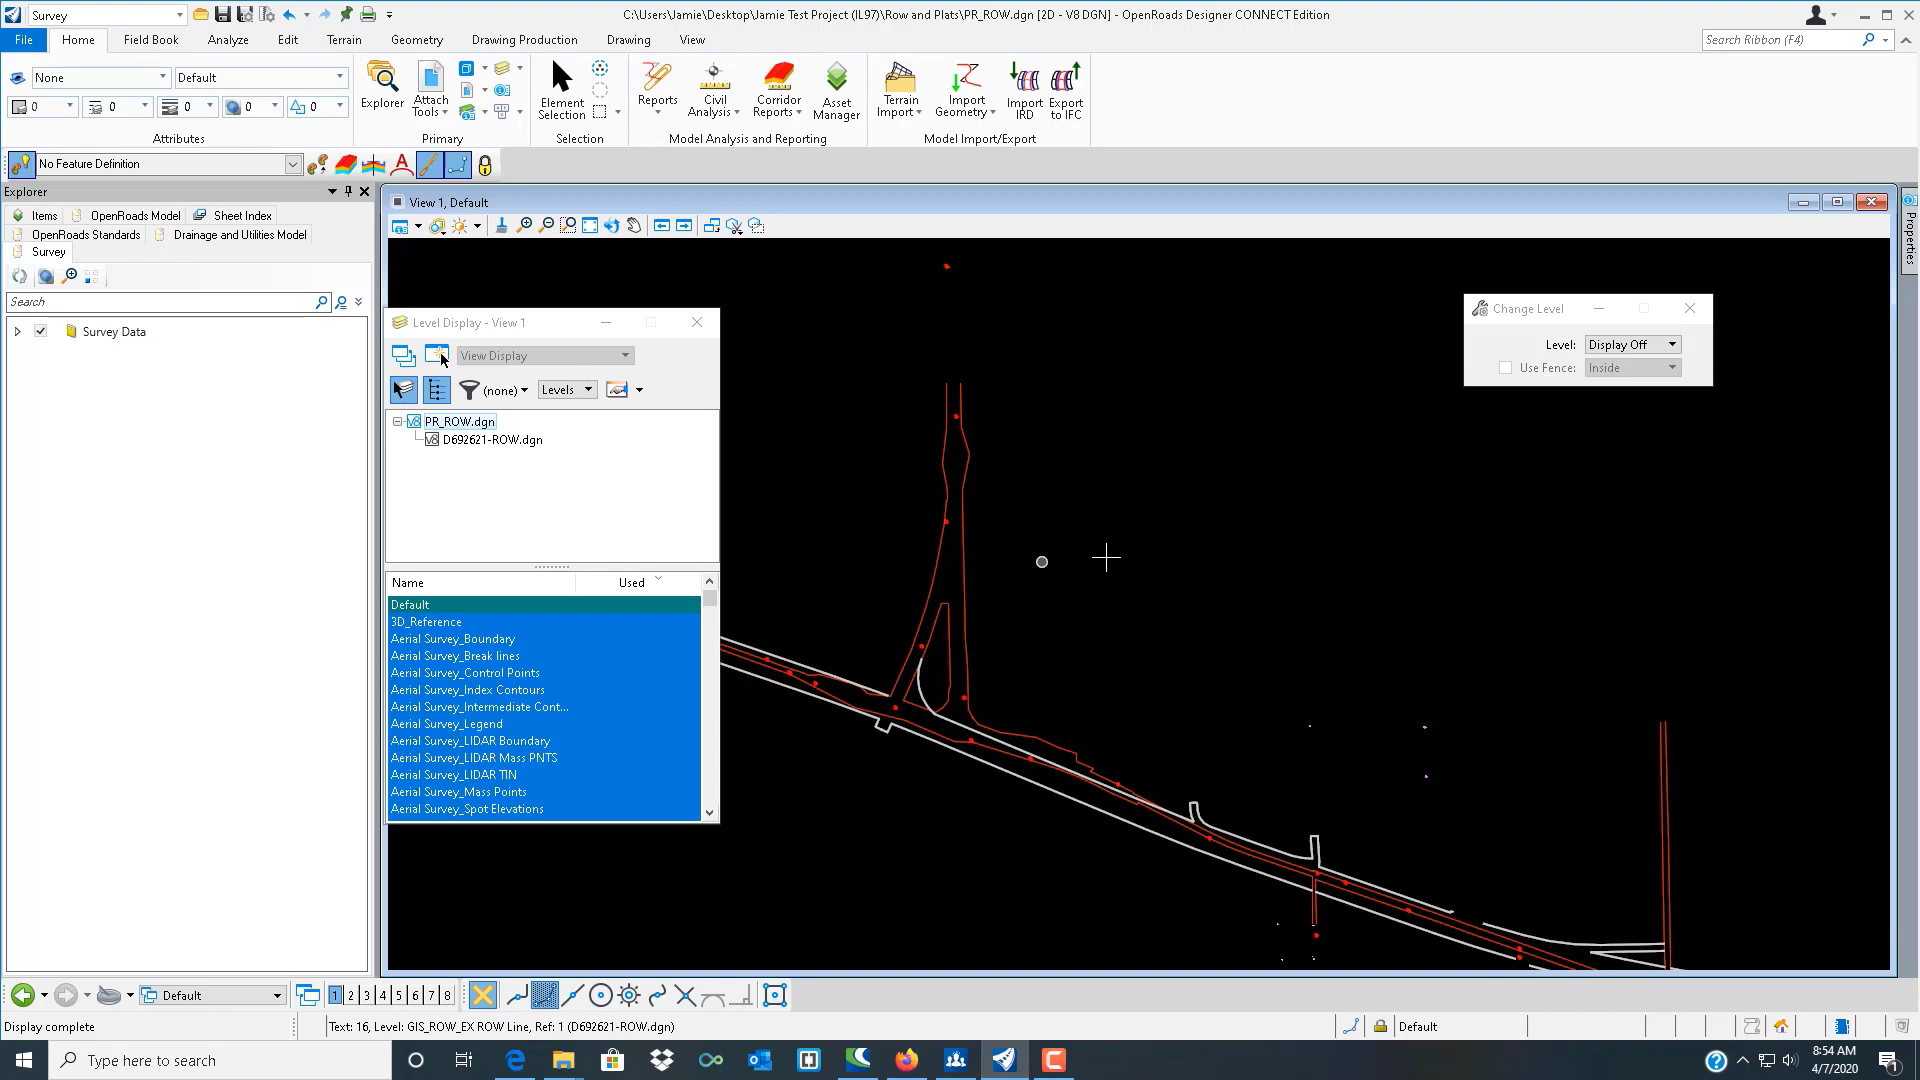 Survey
C:\Users\Jamie\Desktop\Jamie Test Project (IL97)\Row and Plats\PR_ROW.dgn [2D - V8 DGN] - OpenRoads Designer CONNECT Edition
File Home Field Book Analyze Edit Terrain Geometry Drawing Production Drawing View
Search Ribbon (F4)
None Default
0 0 0 0 0
Attributes
Explorer
Attach Tools
Primary
Element Selection
Selection
Reports
Civil Analysis
Corridor Reports
Asset Manager
Model Analysis and Reporting
Terrain Import
Import Geometry
Import IRD
Export to IFC
Model Import/Export
No Feature Definition
Explorer
Items OpenRoads Model Sheet Index
OpenRoads Standards Drainage and Utilities Model
Survey
Search
Survey Data
View 1, Default
Properties
Level Display - View 1
View Display
(none) Levels
PR_ROW.dgn
D692621-ROW.dgn
Name Used
Default
3D_Reference
Aerial Survey_Boundary
Aerial Survey_Break lines
Aerial Survey_Control Points
Aerial Survey_Index Contours
Aerial Survey_Intermediate Cont...
Aerial Survey_Legend
Aerial Survey_LIDAR Boundary
Aerial Survey_LIDAR Mass PNTS
Aerial Survey_LIDAR TIN
Aerial Survey_Mass Points
Aerial Survey_Spot Elevations
Change Level
Level: Display Off
Use Fence: Inside
Default
1 2 3 4 5 6 7 8
Display complete
Text: 16, Level: GIS_ROW_EX ROW Line, Ref: 1 (D692621-ROW.dgn)
Default
Type here to search
8:54 AM
4/7/2020
1